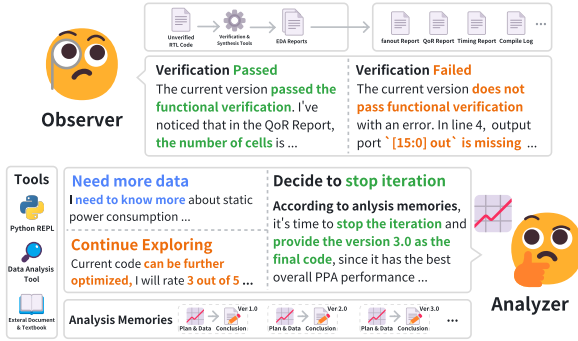 Unverified
RTL Code
Verification &
Synthesis Tools
EDA Reports
fanout Report
QoR Report
Timing Report
Compile Log
...
Observer
Verification Passed
The current version passed the
functional verification. I've
noticed that in the QoR Report,
the number of cells is ...
Verification Failed
The current version does not
pass functional verification
with an error. In line 4, output
port `[15:0] out` is missing ...
Tools
Python REPL
Data Analysis
Tool
Exteral Document
& Textbook
Need more data
I need to know more about static
power consumption ...
Continue Exploring
Current code can be further
optimized, I will rate 3 out of 5 ...
Decide to stop iteration
According to anlysis memories,
it's time to stop the iteration and
provide the version 3.0 as the
final code, since it has the best
overall PPA performance ...
Analyzer
Analysis Memories
Ver 1.0
Plan & Data
Conclusion
Ver 2.0
Plan & Data
Conclusion
Ver 3.0
Plan & Data
Conclusion
...